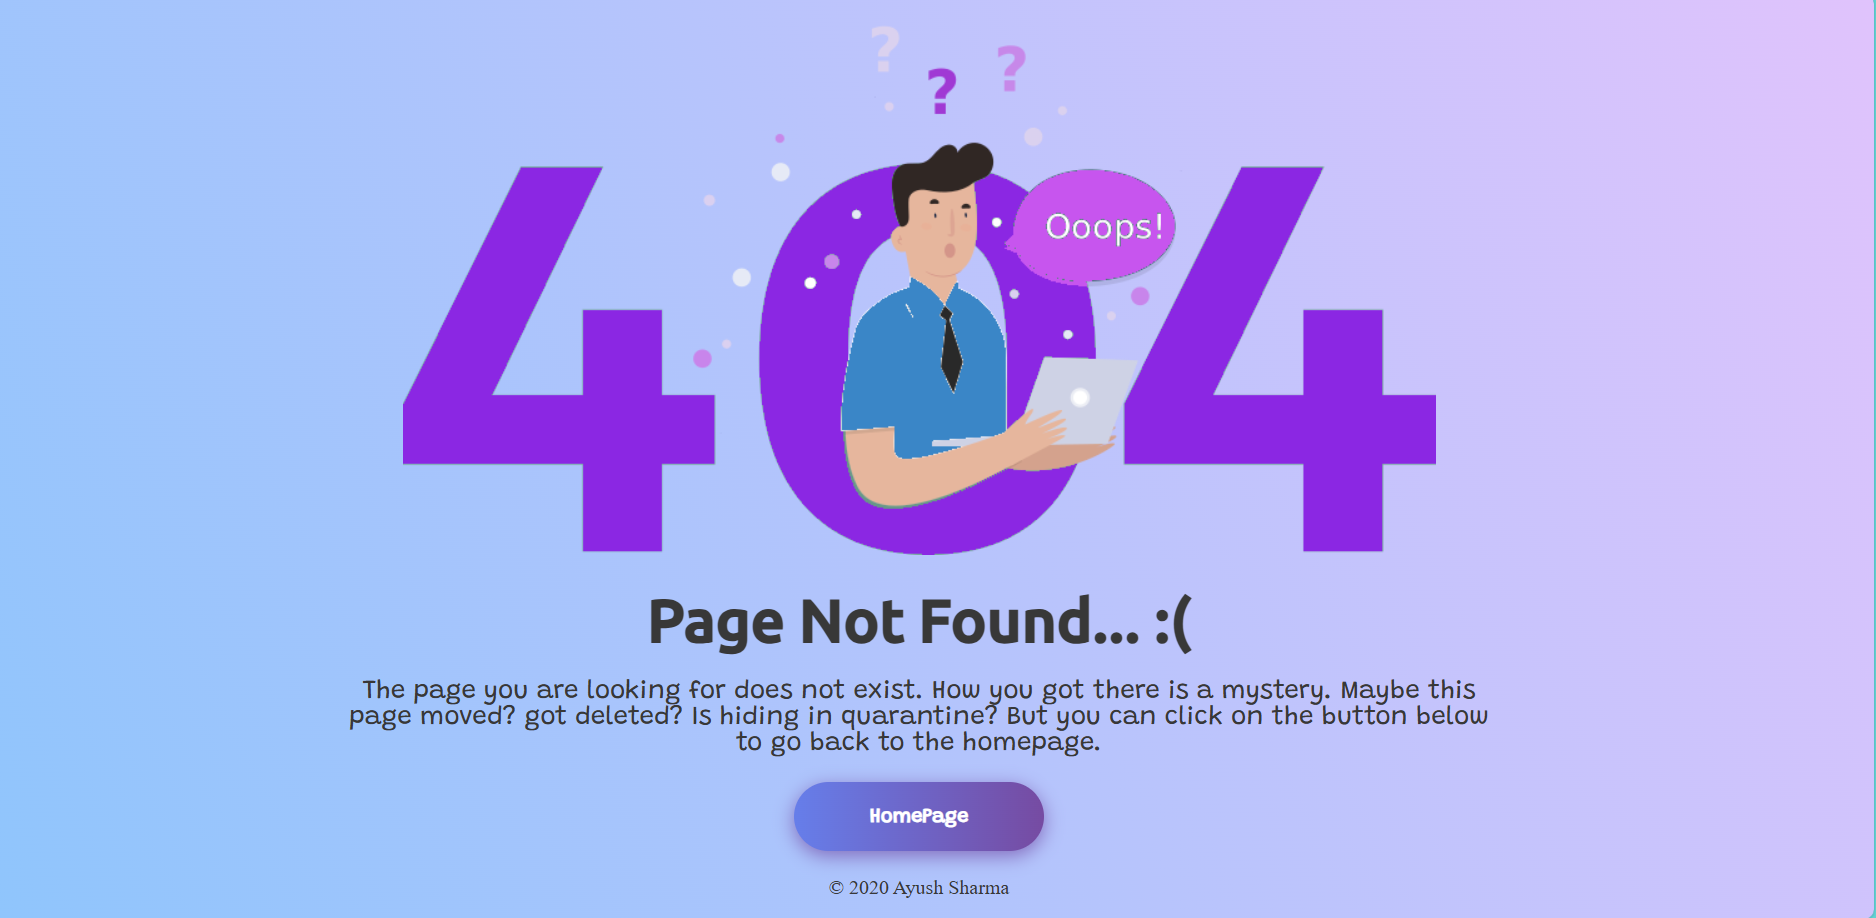 ? ? ?
404
Ooops!
Page Not Found... :(
The page you are looking for does not exist. How you got there is a mystery. Maybe this
page moved? got deleted? Is hiding in quarantine? But you can click on the button below
to go back to the homepage.
HomePage
© 2020 Ayush Sharma